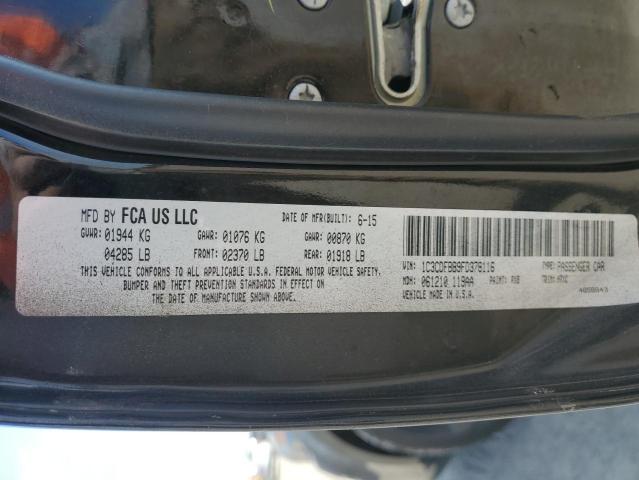 MFD BY FCA US LLC DATE OF MFR(BUILT): 6-15
GVWR: 01944 KG GAWR: 01076 KG GAWR: 00870 KG
04285 LB FRONT: 02370 LB REAR: 01918 LB
THIS VEHICLE CONFORMS TO ALL APPLICABLE U.S.A. FEDERAL MOTOR VEHICLE SAFETY,
BUMPER AND THEFT PREVENTION STANDARDS IN EFFECT ON THE
DATE OF MANUFACTURE SHOWN ABOVE.
VIN: 1C3CDFBB9FD378116 TYPE: PASSENGER CAR
MDH: 061210 119AA PAINT: PXB TRIM:
MADE IN U.S.A.